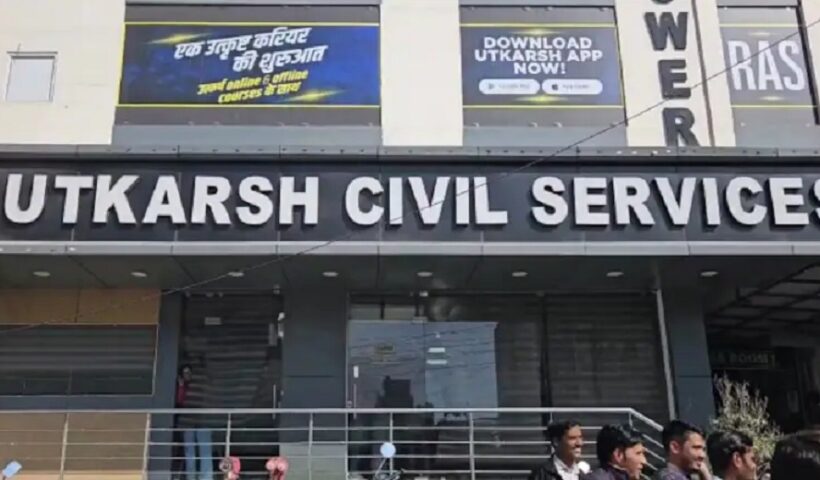 एक उत्कृष्ट करियर
की शुरुआत
उत्कर्ष online & offline
courses के साथ
DOWNLOAD
UTKARSH APP
NOW!
OWER
RAS
UTKARSH CIVIL SERVICES